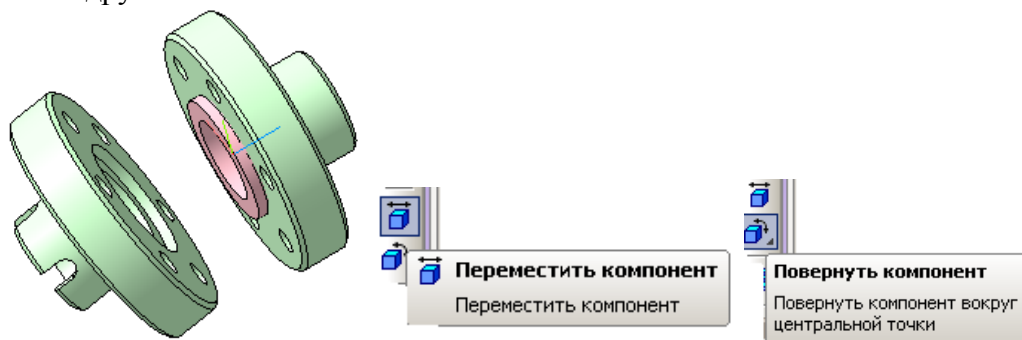 Переместить компонент
Переместить компонент
Повернуть компонент
Повернуть компонент вокруг
центральной точки